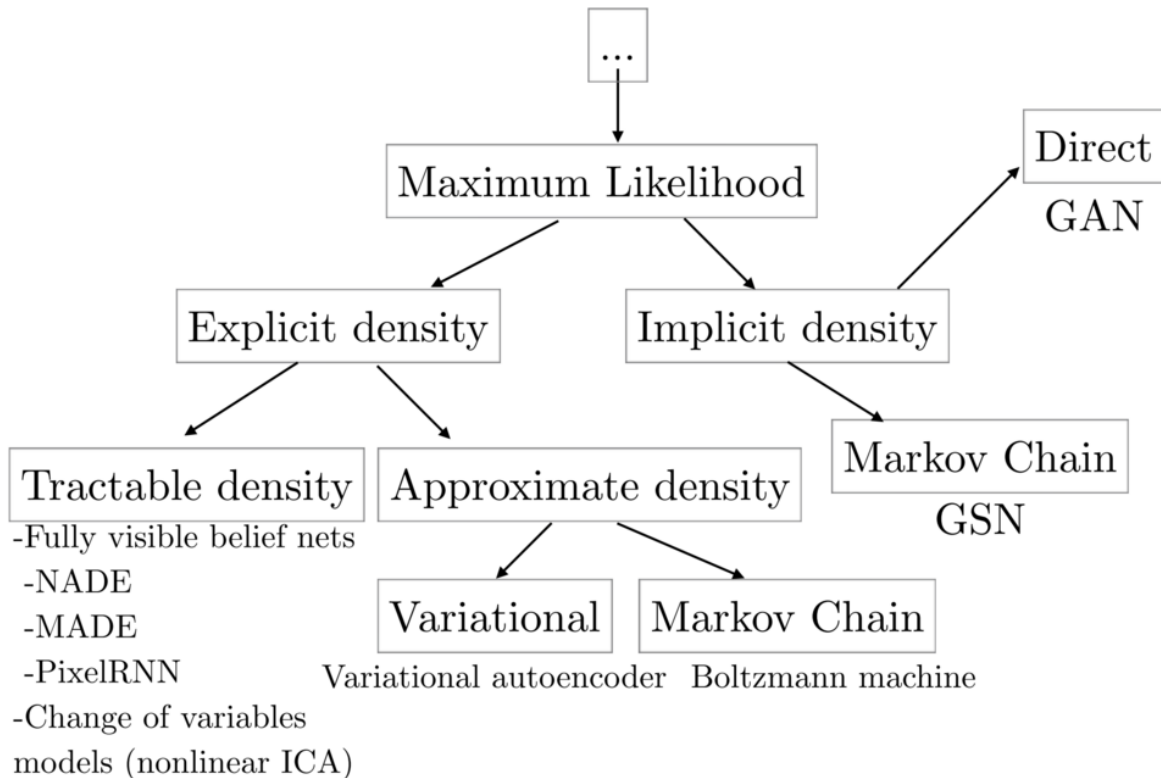 ...
Maximum Likelihood
Direct
GAN
Explicit density
Implicit density
Tractable density
-Fully visible belief nets
-NADE
-MADE
-PixelRNN
-Change of variables
models (nonlinear ICA)
Approximate density
Variational
Variational autoencoder
Markov Chain
Boltzmann machine
Markov Chain
GSN